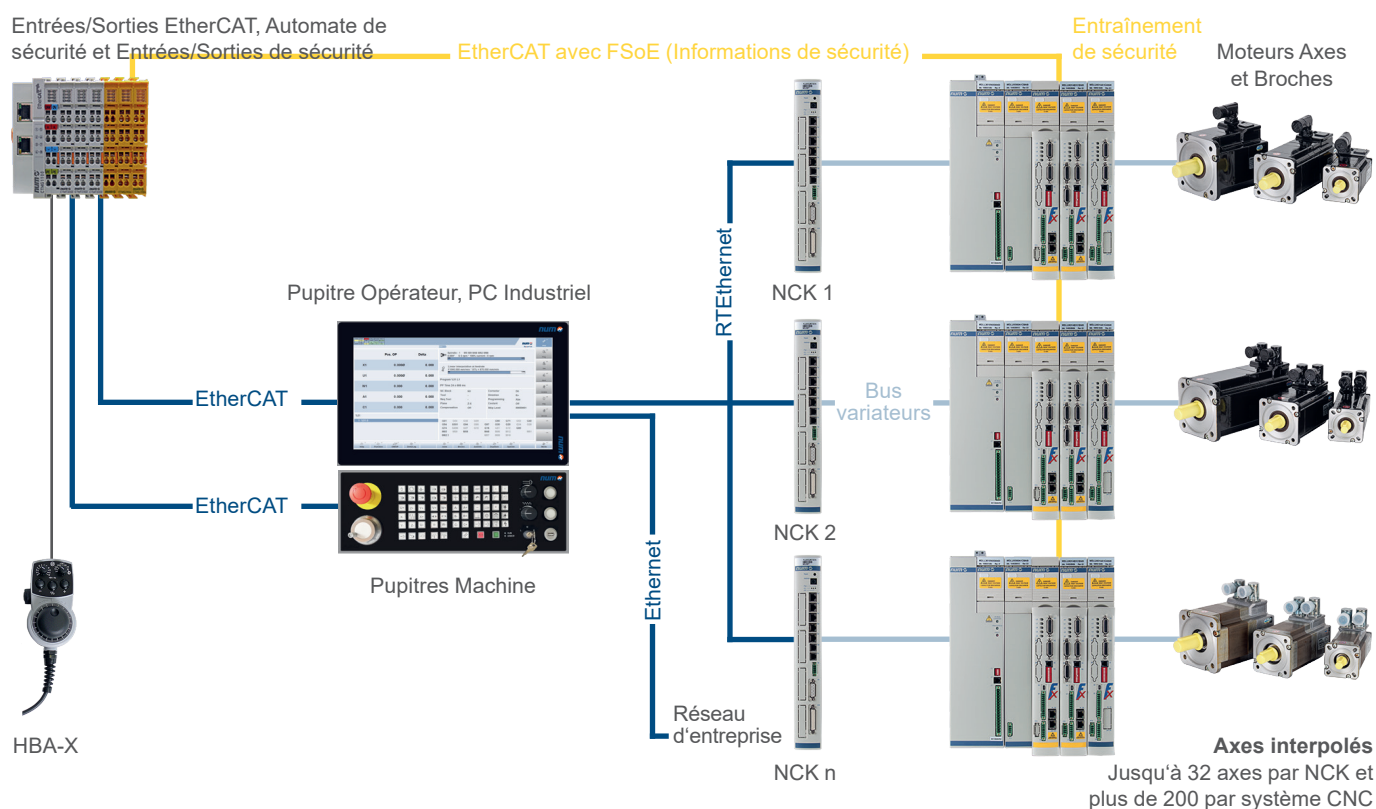 Entrées/Sorties EtherCAT, Automate de
sécurité et Entrées/Sorties de sécurité
EtherCAT avec FSoE (Informations de sécurité)
Entraînement
de sécurité
Moteurs Axes
et Broches
RTEthernet
NCK 1
Pupitre Opérateur, PC Industriel
num
EtherCAT
Bus
variateurs
NCK 2
EtherCAT
Pupitres Machine
Ethernet
Réseau
d‘entreprise
HBA-X
NCK n
Axes interpolés
Jusqu‘à 32 axes par NCK et
plus de 200 par système CNC